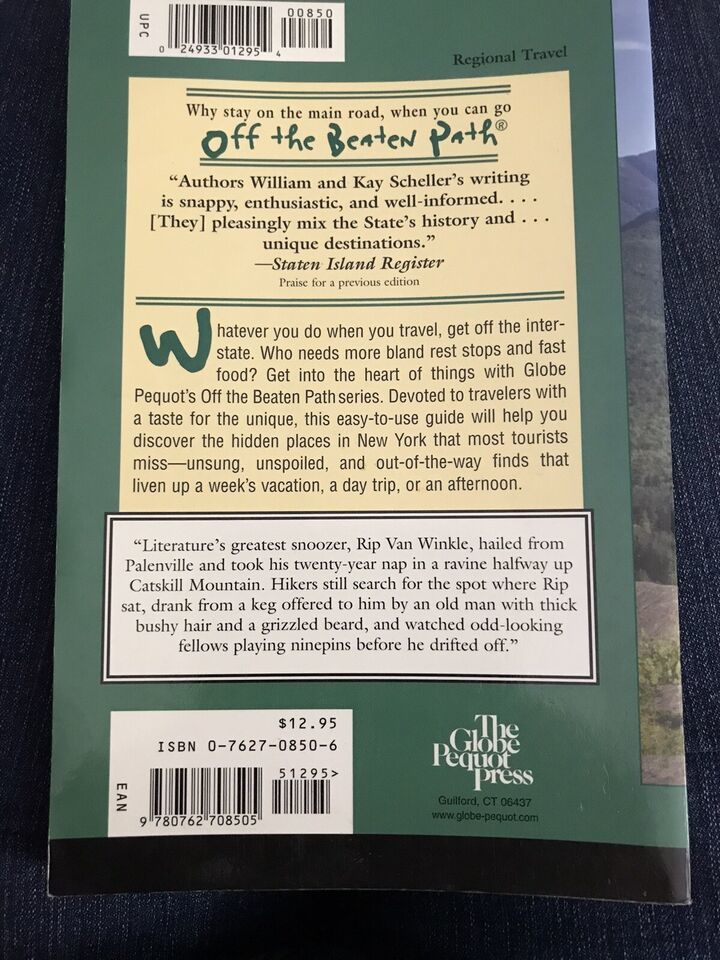 UPC
00850
0 24933 01295 4
Regional Travel
Why stay on the main road, when you can go
Off the Beaten Path®
“Authors William and Kay Scheller’s writing
is snappy, enthusiastic, and well-informed. . . .
[They] pleasingly mix the State’s history and . . .
unique destinations.”
—Staten Island Register
Praise for a previous edition
Whatever you do when you travel, get off the inter-
state. Who needs more bland rest stops and fast
food? Get into the heart of things with Globe
Pequot’s Off the Beaten Path series. Devoted to travelers with
a taste for the unique, this easy-to-use guide will help you
discover the hidden places in New York that most tourists
miss—unsung, unspoiled, and out-of-the-way finds that
liven up a week’s vacation, a day trip, or an afternoon.
“Literature’s greatest snoozer, Rip Van Winkle, hailed from
Palenville and took his twenty-year nap in a ravine halfway up
Catskill Mountain. Hikers still search for the spot where Rip
sat, drank from a keg offered to him by an old man with thick
bushy hair and a grizzled beard, and watched odd-looking
fellows playing ninepins before he drifted off.”
$12.95
ISBN 0-7627-0850-6
51295>
EAN
9 780762 708505
The
Globe
Pequot
Press
Guilford, CT 06437
www.globe-pequot.com